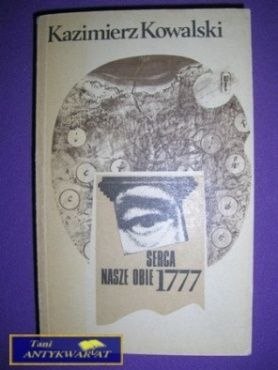 Kazimierz Kowalski
SERCA
NASZE OBIE 1777
Tani
ANTYKWARIAT